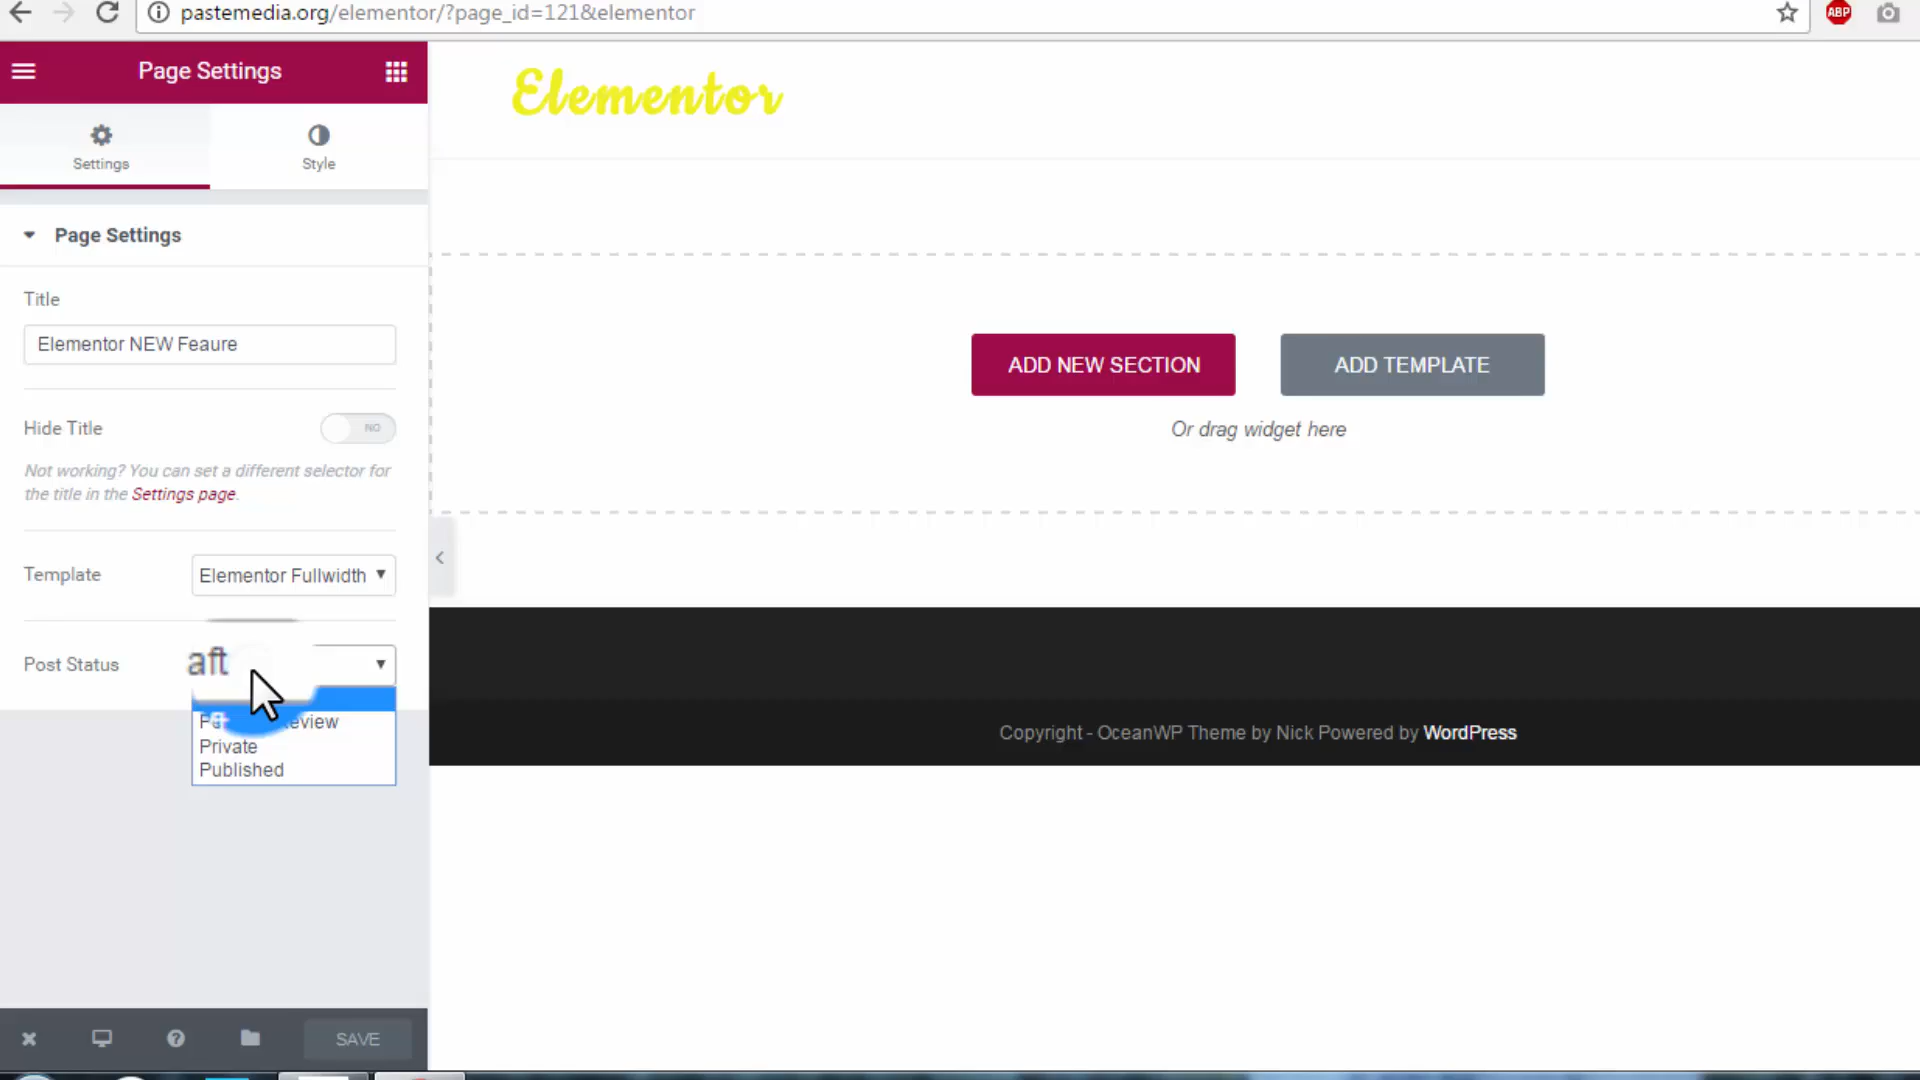 pastemedia.org/elementor/?page_id=121&elementor
ABP
Page Settings
Elementor
Settings
Style
Page Settings
Title
Elementor NEW Feaure
ADD NEW SECTION
ADD TEMPLATE
Hide Title
NO
Or drag widget here
Not working? You can set a different selector for
the title in the Settings page.
Template
Elementor Fullwidth
Post Status
aft
Private
Published
Copyright - OceanWP Theme by Nick Powered by WordPress
SAVE